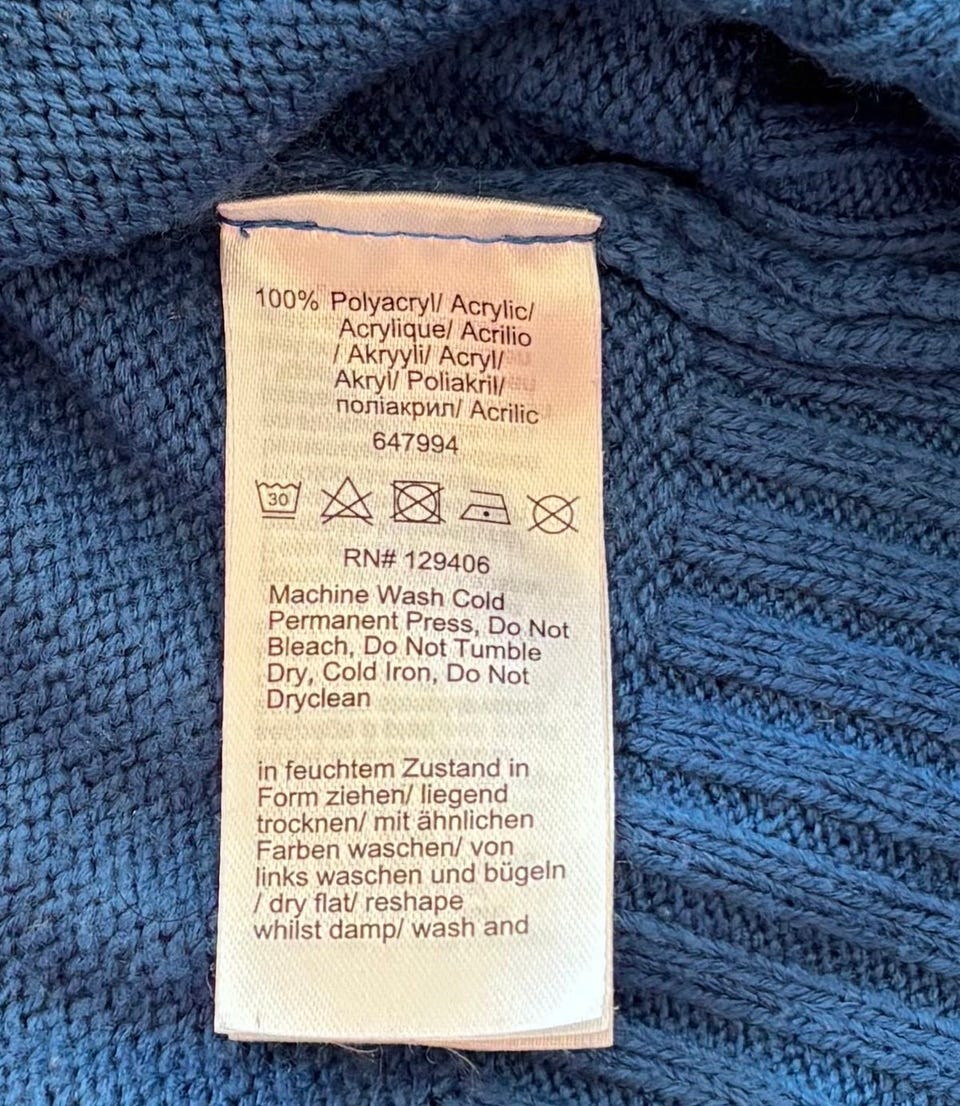 100% Polyacryl/ Acrylic/
Acrylique/ Acrilio
/ Akryyli/ Acryl/
Akryl/ Poliakril/
поліакрил/ Acrilic
647994
30
RN# 129406
Machine Wash Cold
Permanent Press, Do Not
Bleach, Do Not Tumble
Dry, Cold Iron, Do Not
Dryclean
in feuchtem Zustand in
Form ziehen/ liegend
trocknen/ mit ähnlichen
Farben waschen/ von
links waschen und bügeln
/ dry flat/ reshape
whilst damp/ wash and